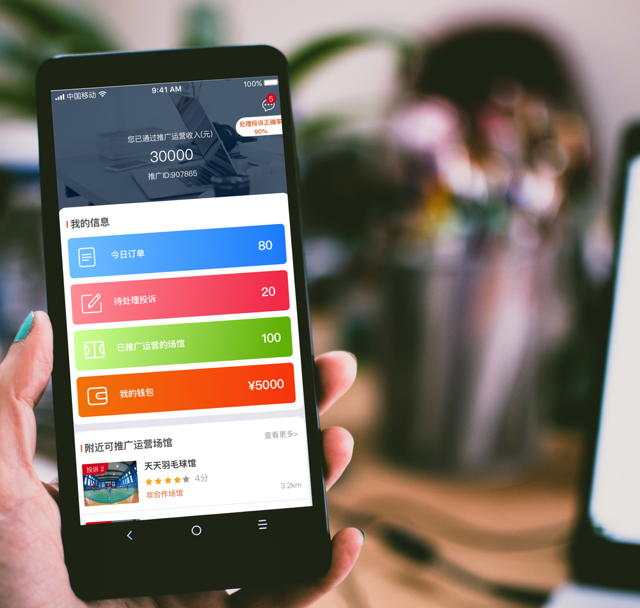 中国移动 9:41 AM 100%
5
处理投诉正确率
90%
您已通过推广运营收入(元)
30000
推广ID:907865
我的信息
今日订单 80
待处理投诉 20
已推广运营的场馆 100
我的钱包 ¥5000
附近可推广运营场馆 查看更多>
投诉 2
天天羽毛球馆
4分
非合作场馆 3.2km